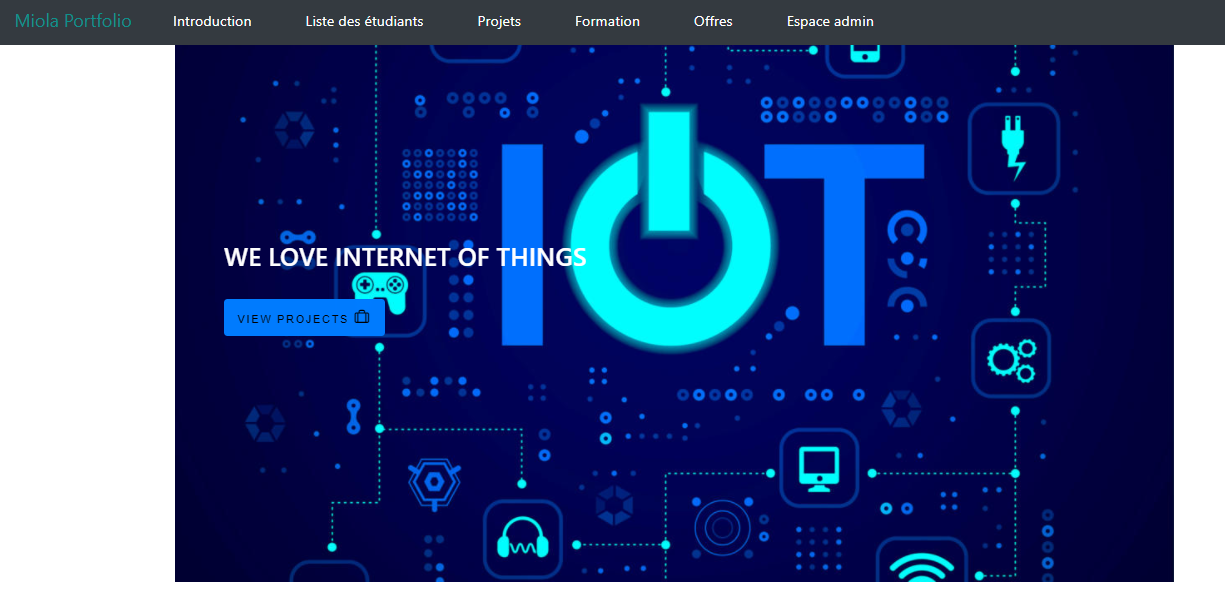 Miola Portfolio Introduction Liste des étudiants Projets Formation Offres Espace admin
IOT
WE LOVE INTERNET OF THINGS
VIEW PROJECTS